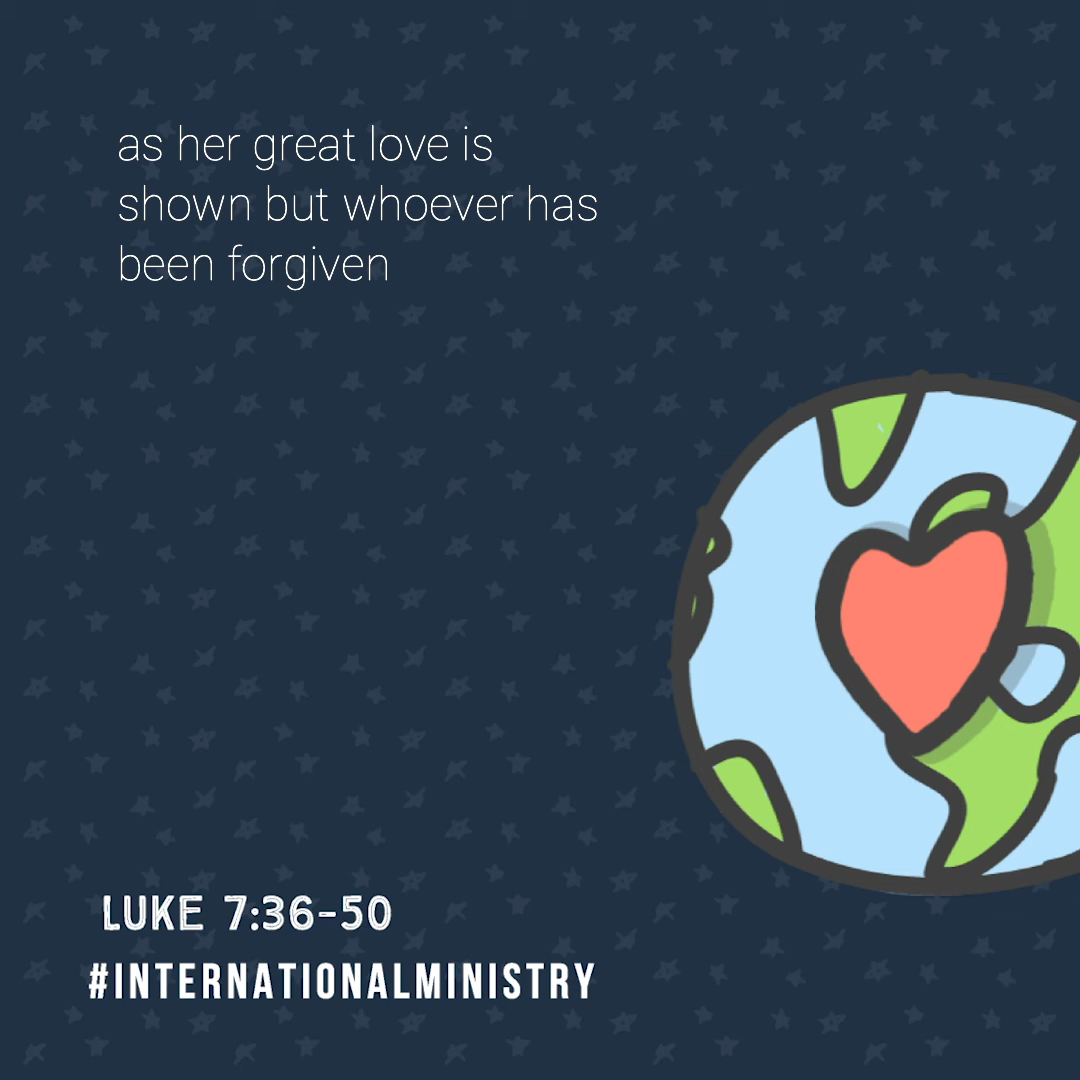 as her great love is
shown but whoever has
been forgiven
LUKE 7:36-50
#INTERNATIONALMINISTRY